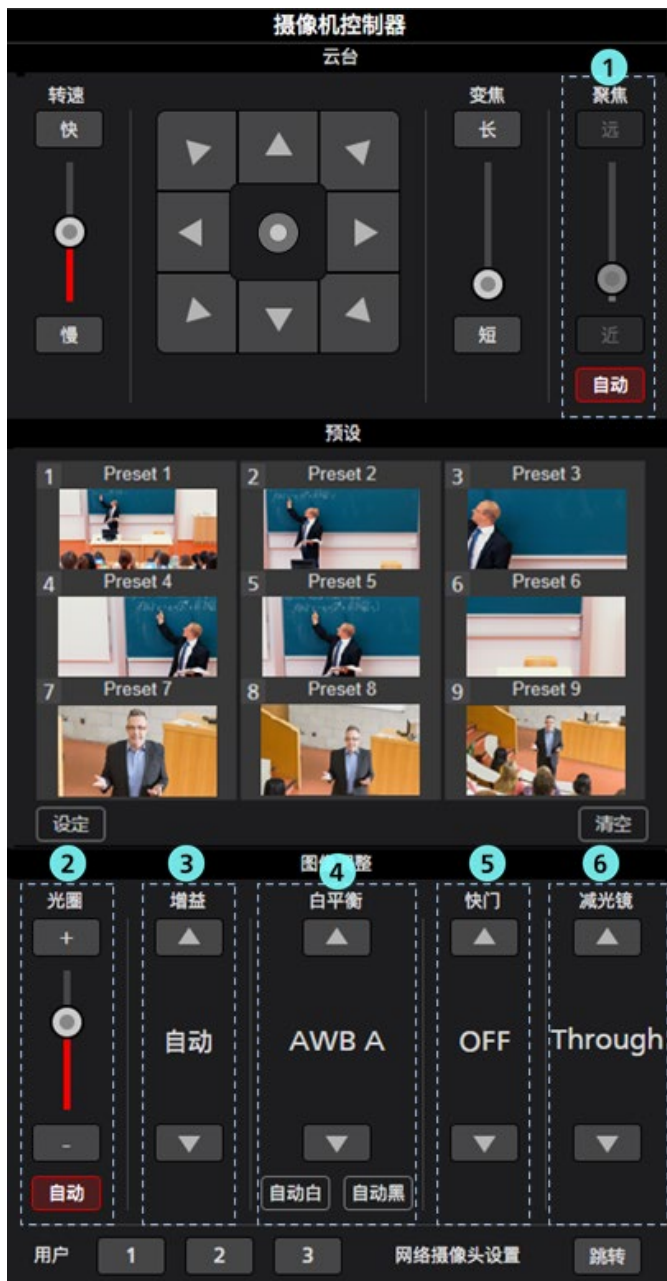 摄像机控制器
云台
1
转速 变焦 聚焦
快 长 远
慢 短 近
自动
预设
1 Preset 1 2 Preset 2 3 Preset 3
4 Preset 4 5 Preset 5 6 Preset 6
7 Preset 7 8 Preset 8 9 Preset 9
设定 清空
2 3 4 5 6
光圈 增益 白平衡 快门 减光镜
+
自动 AWB A OFF Through
-
自动 自动白 自动黑
用户 1 2 3 网络摄像头设置 跳转